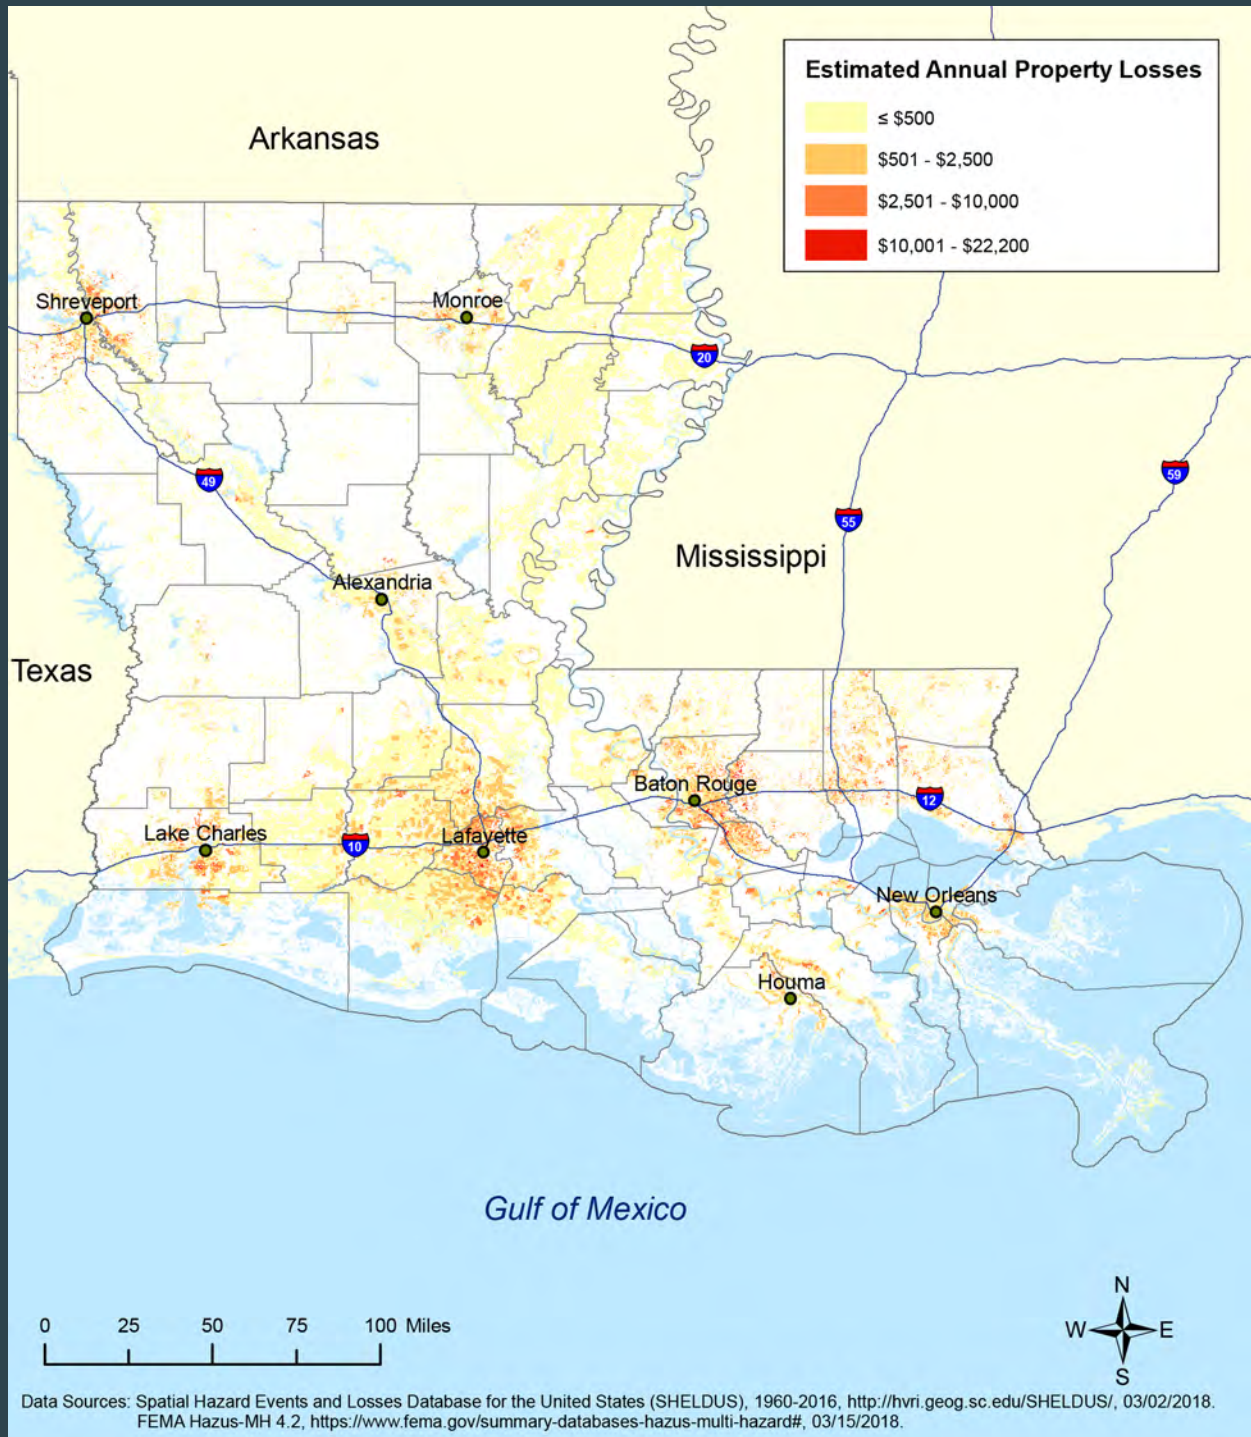 Estimated Annual Property Losses
≤ $500
$501 - $2,500
$2,501 - $10,000
$10,001 - $22,200
Arkansas
Shreveport
Monroe
20
49
59
55
Mississippi
Alexandria
Texas
Baton Rouge
12
Lake Charles
10
Lafayette
New Orleans
Houma
Gulf of Mexico
N
W
E
S
0 25 50 75 100 Miles
Data Sources: Spatial Hazard Events and Losses Database for the United States (SHELDUS), 1960-2016, http://hvri.geog.sc.edu/SHELDUS/, 03/02/2018.
FEMA Hazus-MH 4.2, https://www.fema.gov/summary-databases-hazus-multi-hazard#, 03/15/2018.